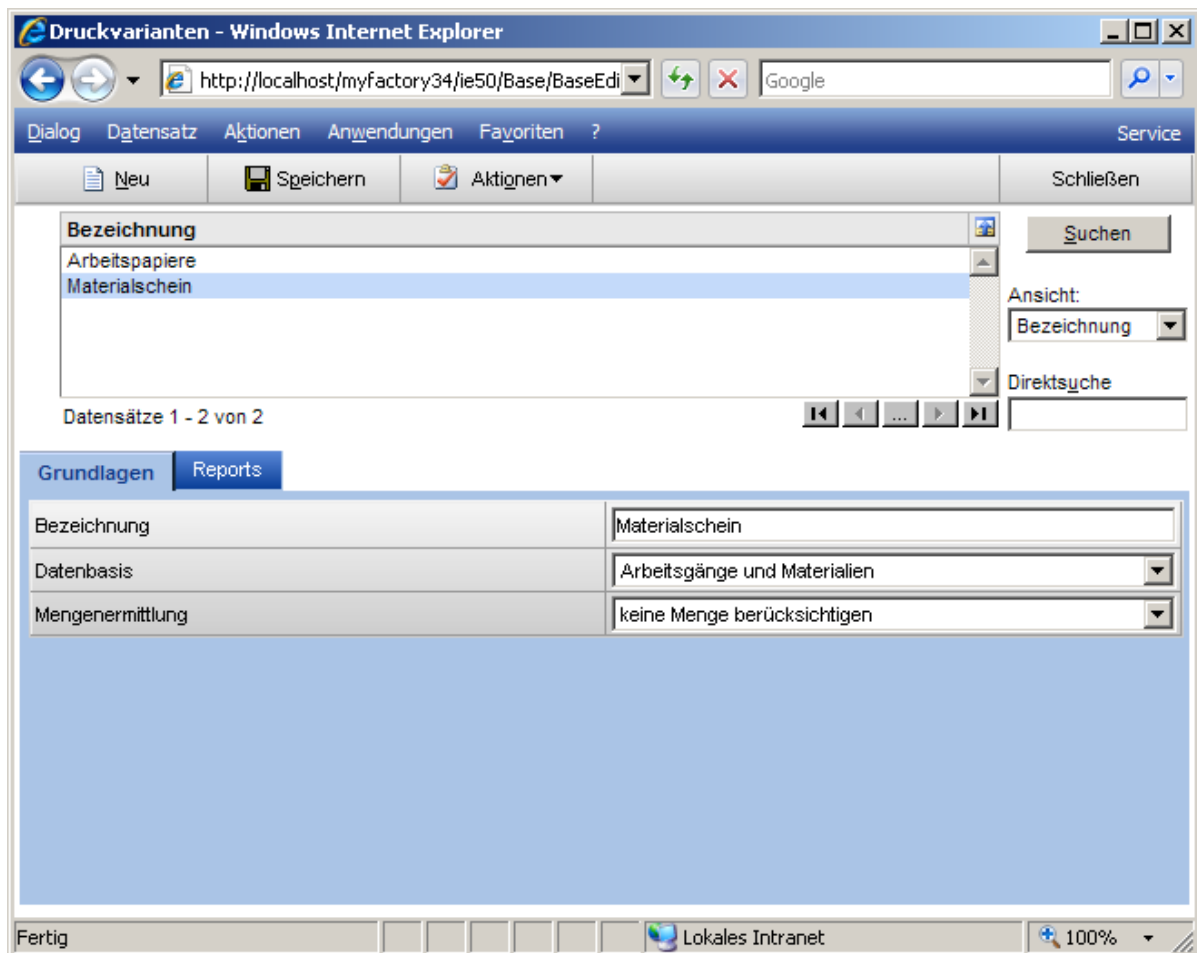 Druckvarianten - Windows Internet Explorer
http://localhost/myfactory34/ie50/Base/BaseEdi
Google
Dialog Datensatz Aktionen Anwendungen Favoriten ? Service
Neu Speichern Aktionen Schließen
Bezeichnung
Suchen
Arbeitspapiere
Materialschein
Ansicht:
Bezeichnung
Direktsuche
Datensätze 1 - 2 von 2
...
Grundlagen Reports
Bezeichnung Materialschein
Datenbasis Arbeitsgänge und Materialien
Mengenermittlung keine Menge berücksichtigen
Fertig Lokales Intranet 100%